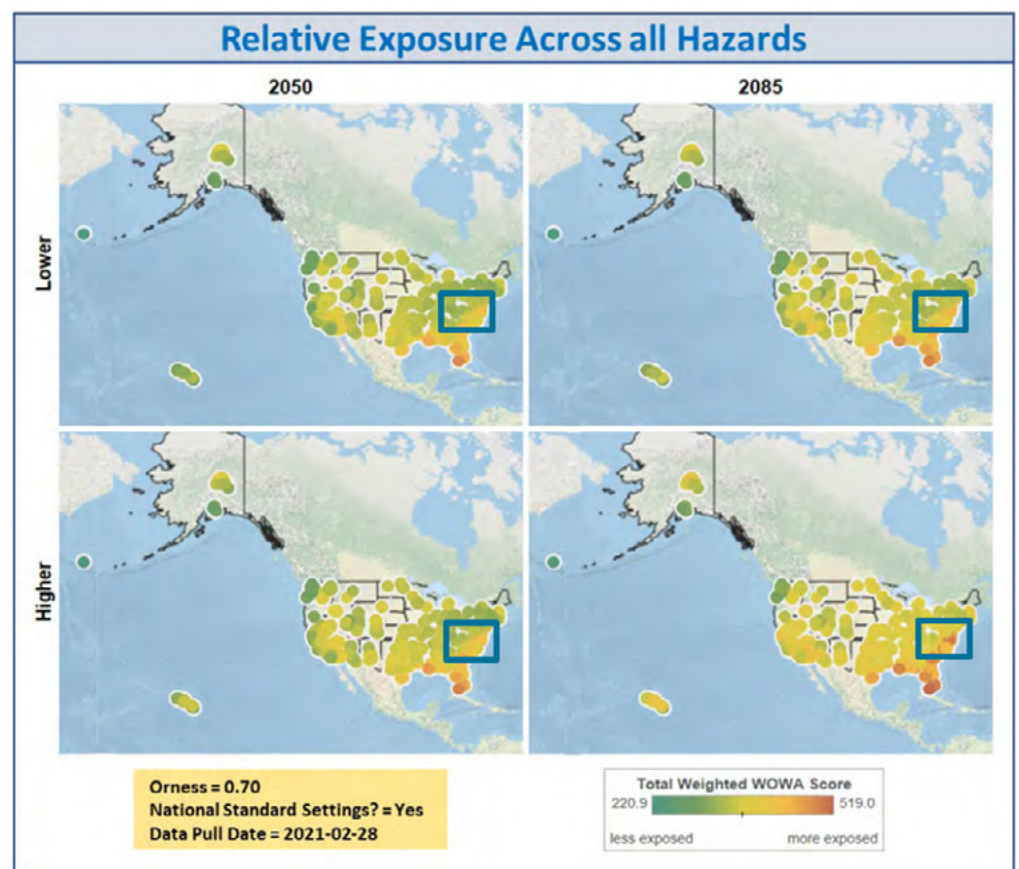 Relative Exposure Across all Hazards
2050
2085
Lower
Higher
Orness = 0.70
National Standard Settings? = Yes
Data Pull Date = 2021-02-28
Total Weighted WOWA Score
220.9 519.0
less exposed more exposed